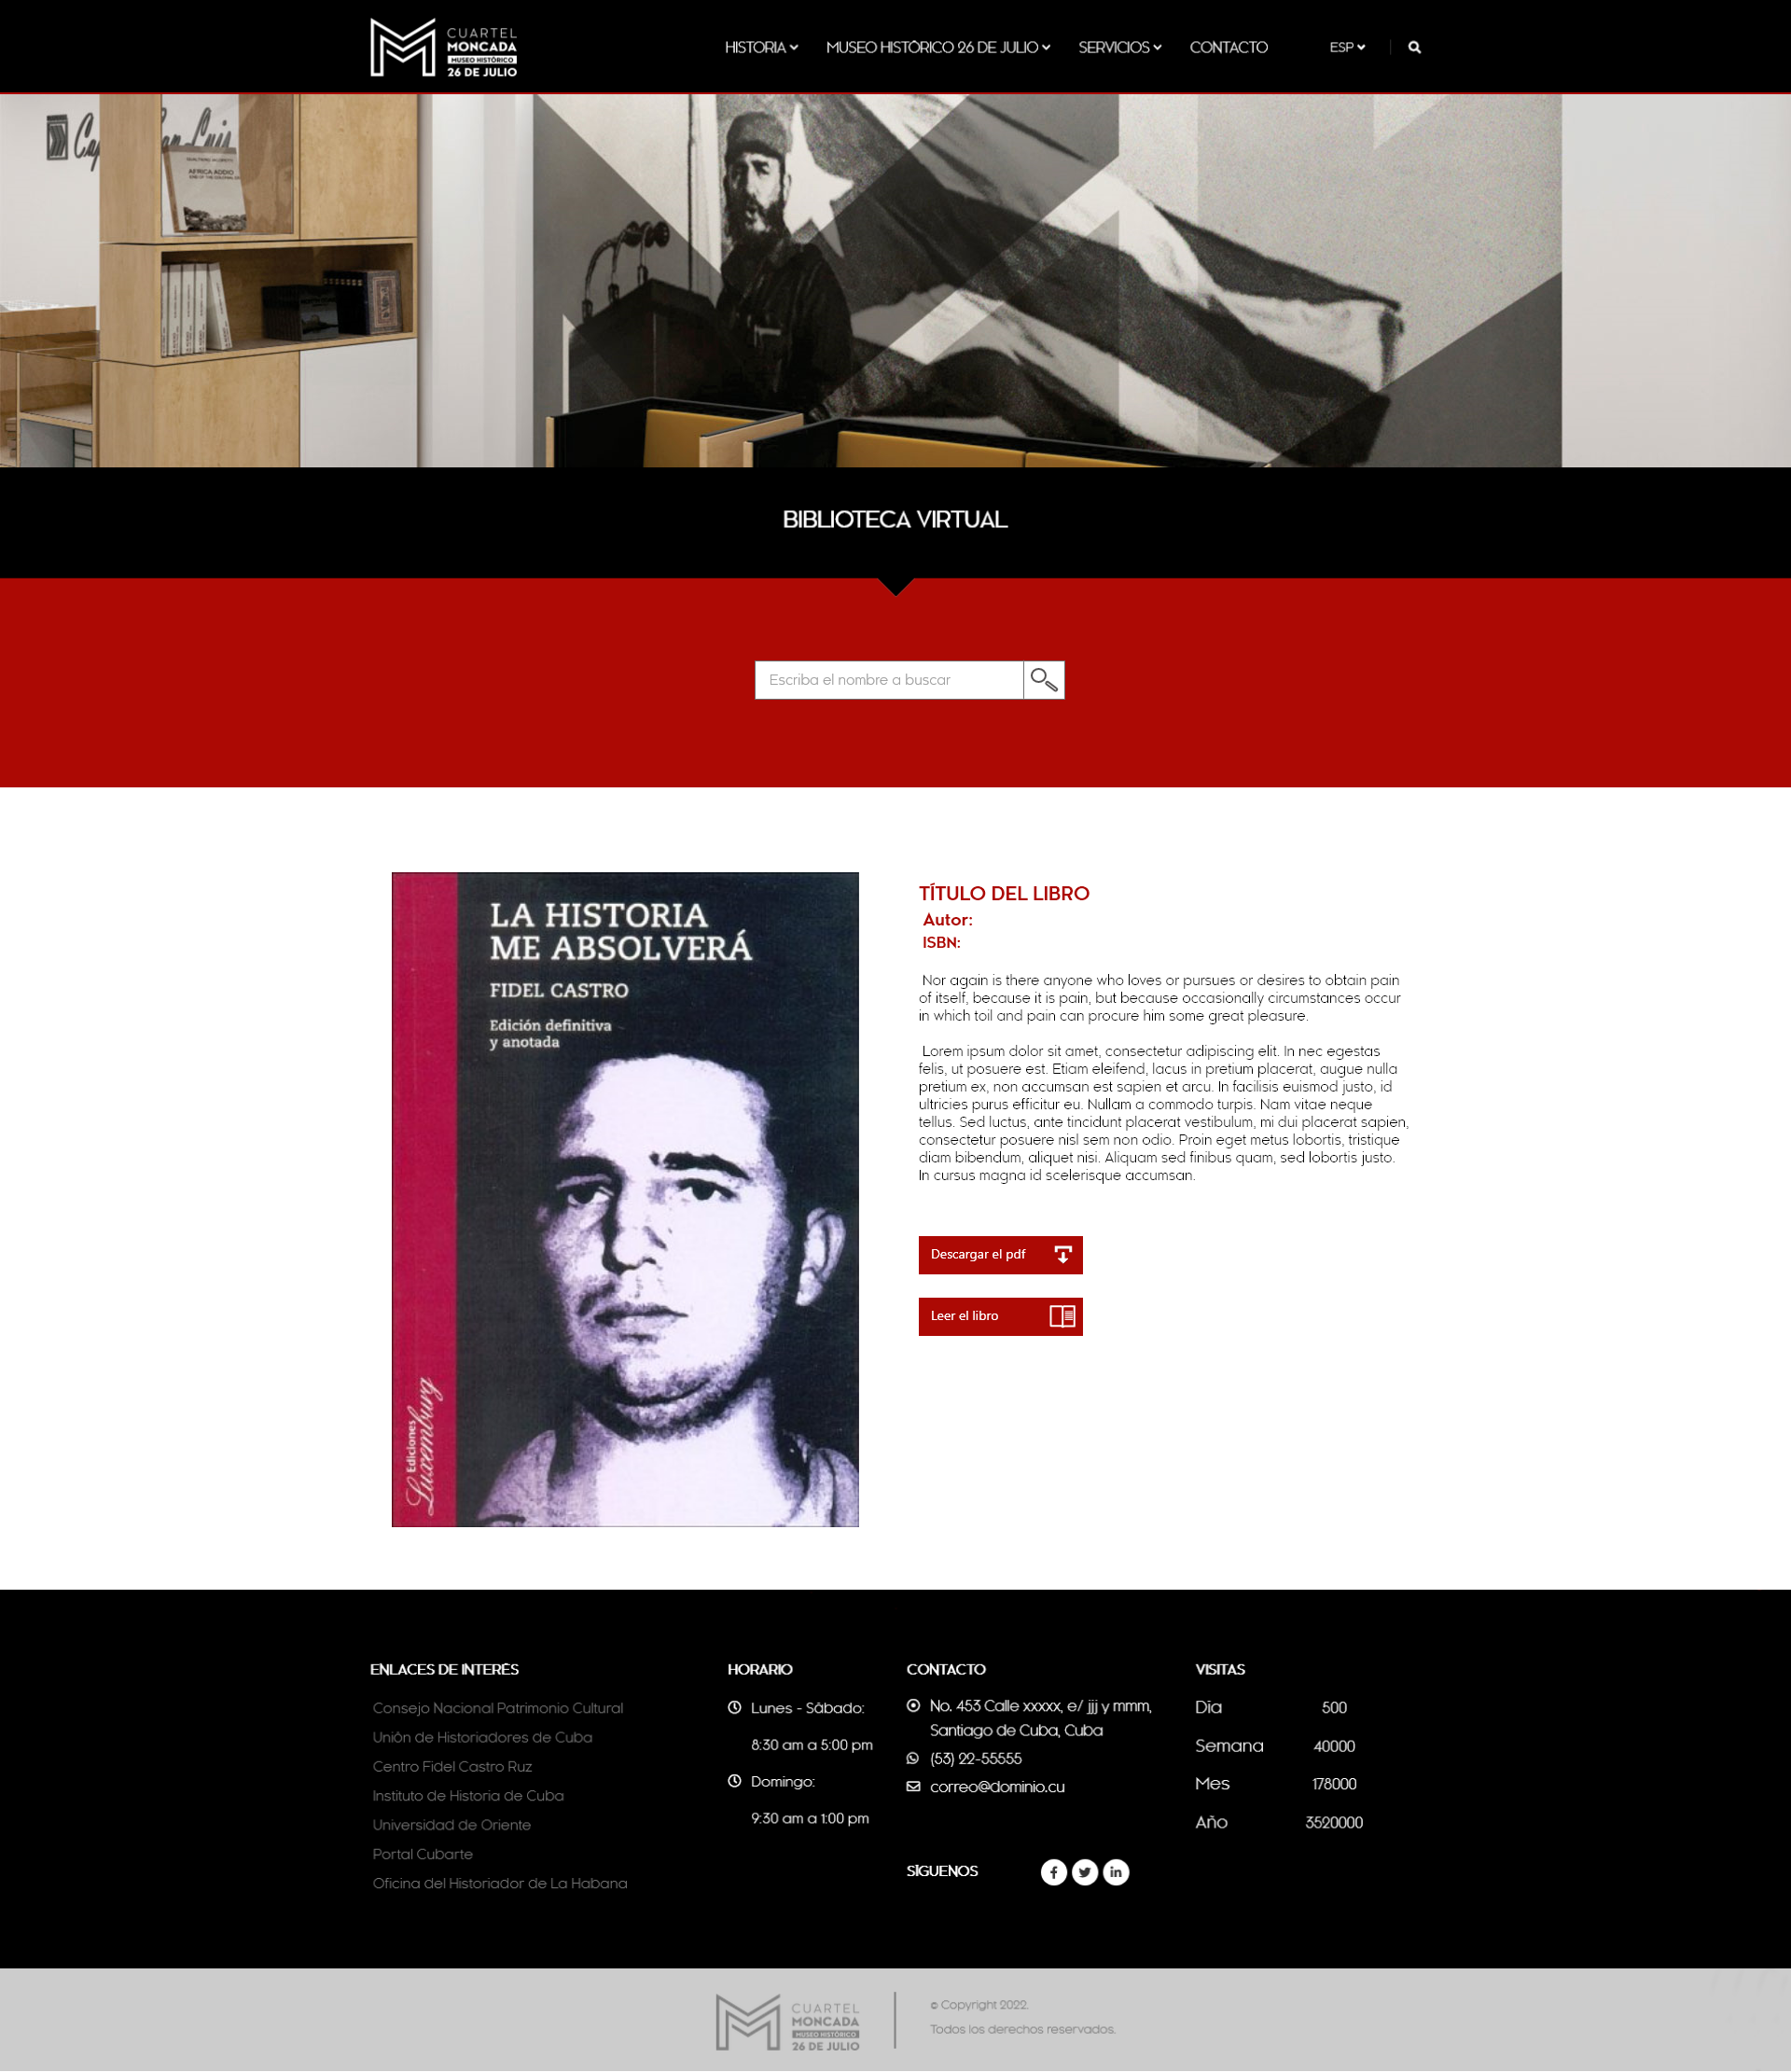 CUARTEL
MONCADA
MUSEO HISTÓRICO
26 DE JULIO
HISTORIA
MUSEO HISTÓRICO 26 DE JULIO
SERVICIOS
CONTACTO
ESP
AFRICA ADDIO
BIBLIOTECA VIRTUAL
Escriba el nombre a buscar
LA HISTORIA
ME ABSOLVERÁ
FIDEL CASTRO
Edición definitiva
y anotada
Ediciones
Luxemburg
TÍTULO DEL LIBRO
Autor:
ISBN:
Nor again is there anyone who loves or pursues or desires to obtain pain
of itself, because it is pain, but because occasionally circumstances occur
in which toil and pain can procure him some great pleasure.
Lorem ipsum dolor sit amet, consectetur adipiscing elit. In nec egestas
felis, ut posuere est. Etiam eleifend, lacus in pretium placerat, augue nulla
pretium ex, non accumsan est sapien et arcu. In facilisis euismod justo, id
ultricies purus efficitur eu. Nullam a commodo turpis. Nam vitae neque
tellus. Sed luctus, ante tincidunt placerat vestibulum, mi dui placerat sapien,
consectetur posuere nisl sem non odio. Proin eget metus lobortis, tristique
diam bibendum, aliquet nisi. Aliquam sed finibus quam, sed lobortis justo.
In cursus magna id scelerisque accumsan.
Descargar el pdf
Leer el libro
ENLACES DE INTERÉS
Consejo Nacional Patrimonio Cultural
Unión de Historiadores de Cuba
Centro Fidel Castro Ruz
Instituto de Historia de Cuba
Universidad de Oriente
Portal Cubarte
Oficina del Historiador de La Habana
HORARIO
Lunes - Sábado:
8:30 am a 5:00 pm
Domingo:
9:30 am a 1:00 pm
CONTACTO
No. 453 Calle xxxxx, e/ jjj y mmm,
Santiago de Cuba, Cuba
(53) 22-55555
correo@dominio.cu
SÍGUENOS
VISITAS
Día 500
Semana 40000
Mes 178000
Año 3520000
CUARTEL
MONCADA
MUSEO HISTÓRICO
26 DE JULIO
© Copyright 2022.
Todos los derechos reservados.